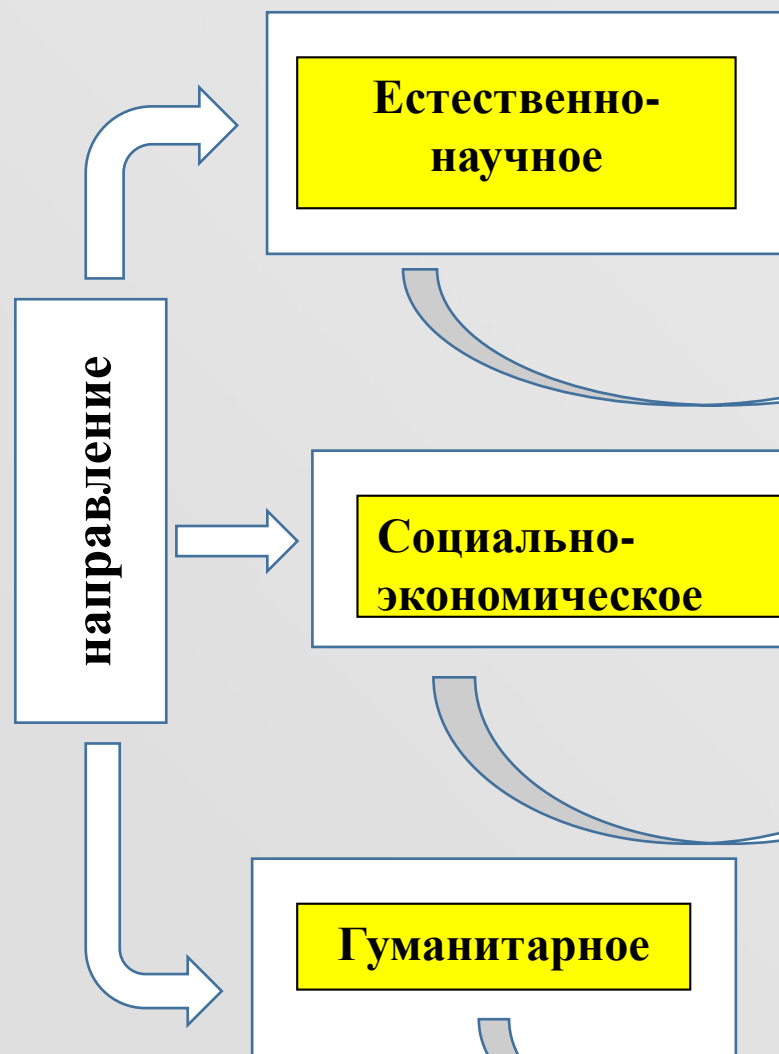 направление
Естественно-
научное
Социально-
экономическое
Гуманитарное